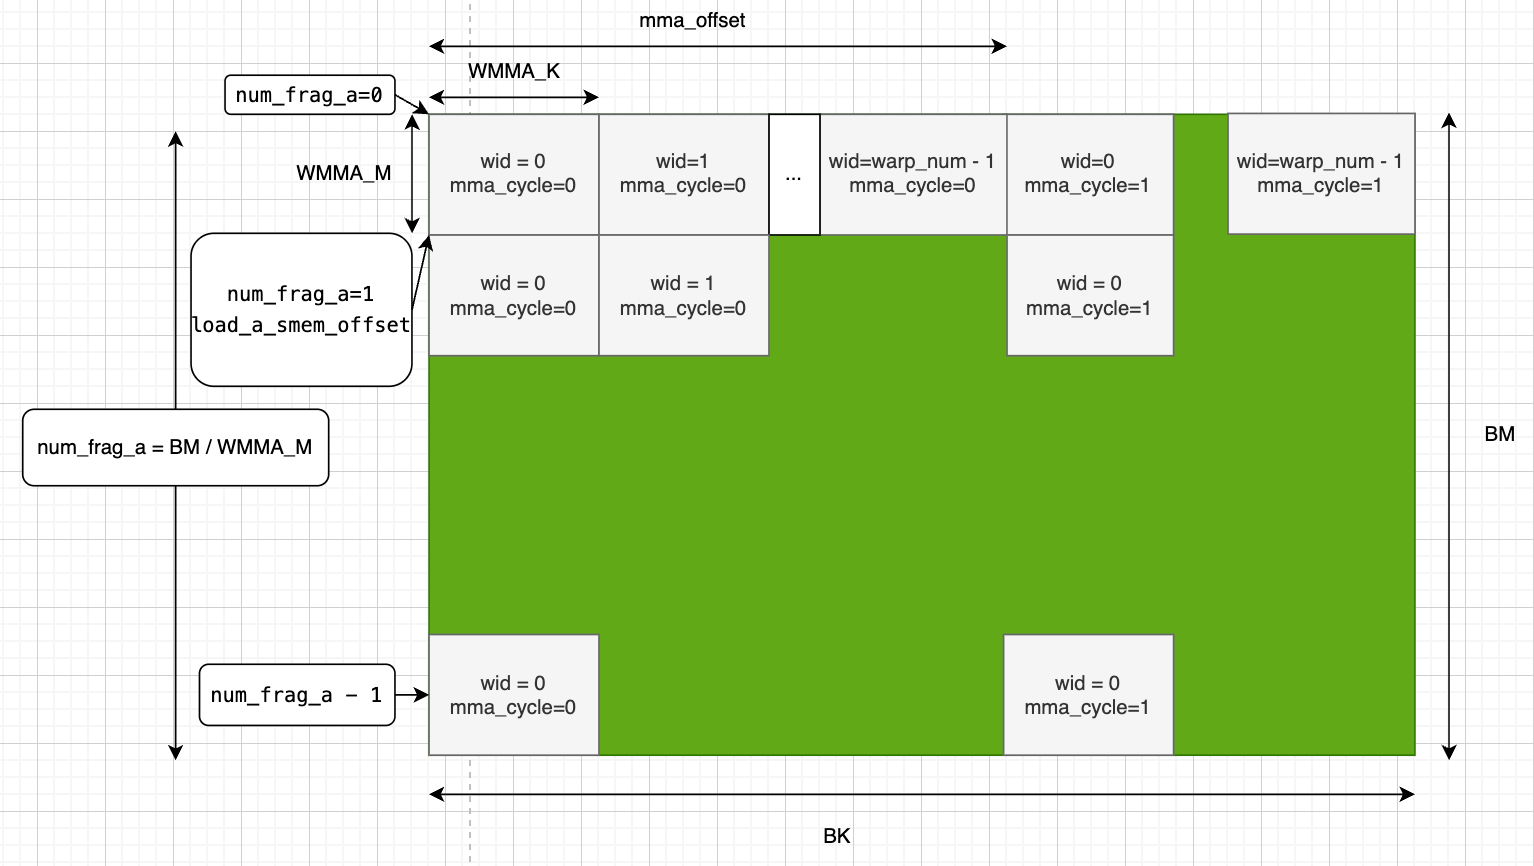 mma_offset
WMMA_K
num_frag_a=0
WMMA_M
wid = 0
mma_cycle=0
wid=1
mma_cycle=0
...
wid=warp_num - 1
mma_cycle=0
wid=0
mma_cycle=1
wid=warp_num - 1
mma_cycle=1
num_frag_a=1
load_a_smem_offset
wid = 0
mma_cycle=0
wid = 1
mma_cycle=0
wid = 0
mma_cycle=1
num_frag_a = BM / WMMA_M
BM
num_frag_a - 1
wid = 0
mma_cycle=0
wid = 0
mma_cycle=1
BK